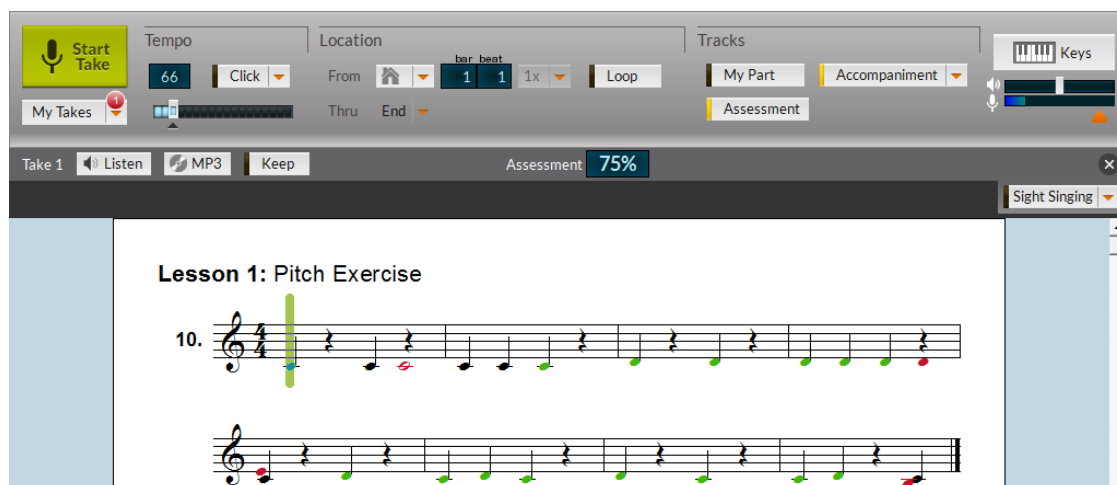 Start Take
My Takes 1
Tempo
66 Click
Location
bar beat
From 1 1 1x Loop
Thru End
Tracks
My Part Accompaniment
Assessment
Keys
Take 1 Listen MP3 Keep Assessment 75%
Sight Singing
Lesson 1: Pitch Exercise
10. 4 4